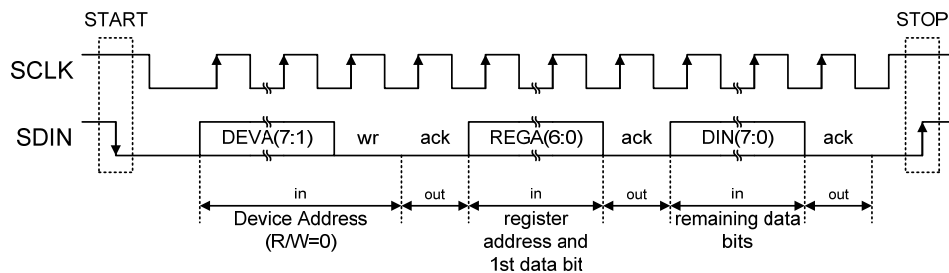 START
STOP
SCLK
SDIN
DEVA(7:1)
wr
ack
REGA(6:0)
ack
DIN(7:0)
ack
in
out
in
out
in
out
Device Address
(R/W=0)
register
address and
1st data bit
remaining data
bits